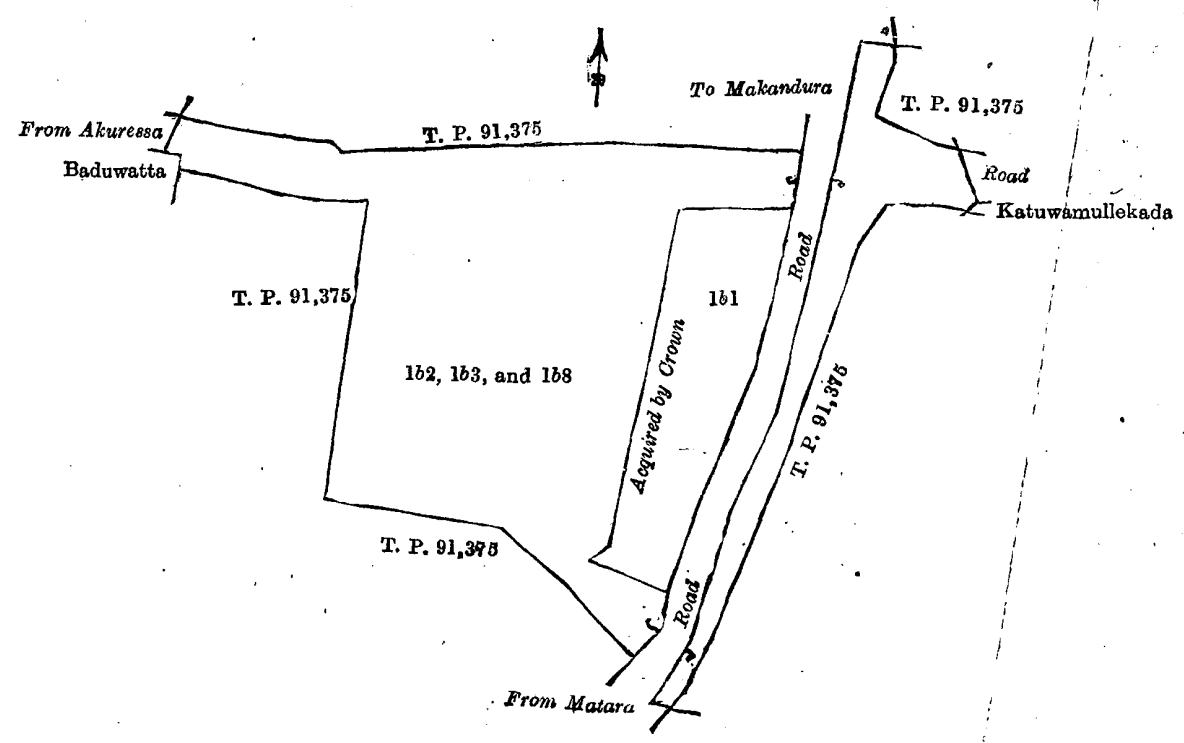 To Makandura
T. P. 91,375
From Akuressa
T. P. 91,375
Road
Baduwatta
Katuwamullekada
Road
T. P. 91,375
1b1
1b2, 1b3, and 1b8
Acquired by Crown
T. P. 91,375
T. P. 91,375
Road
From Matara